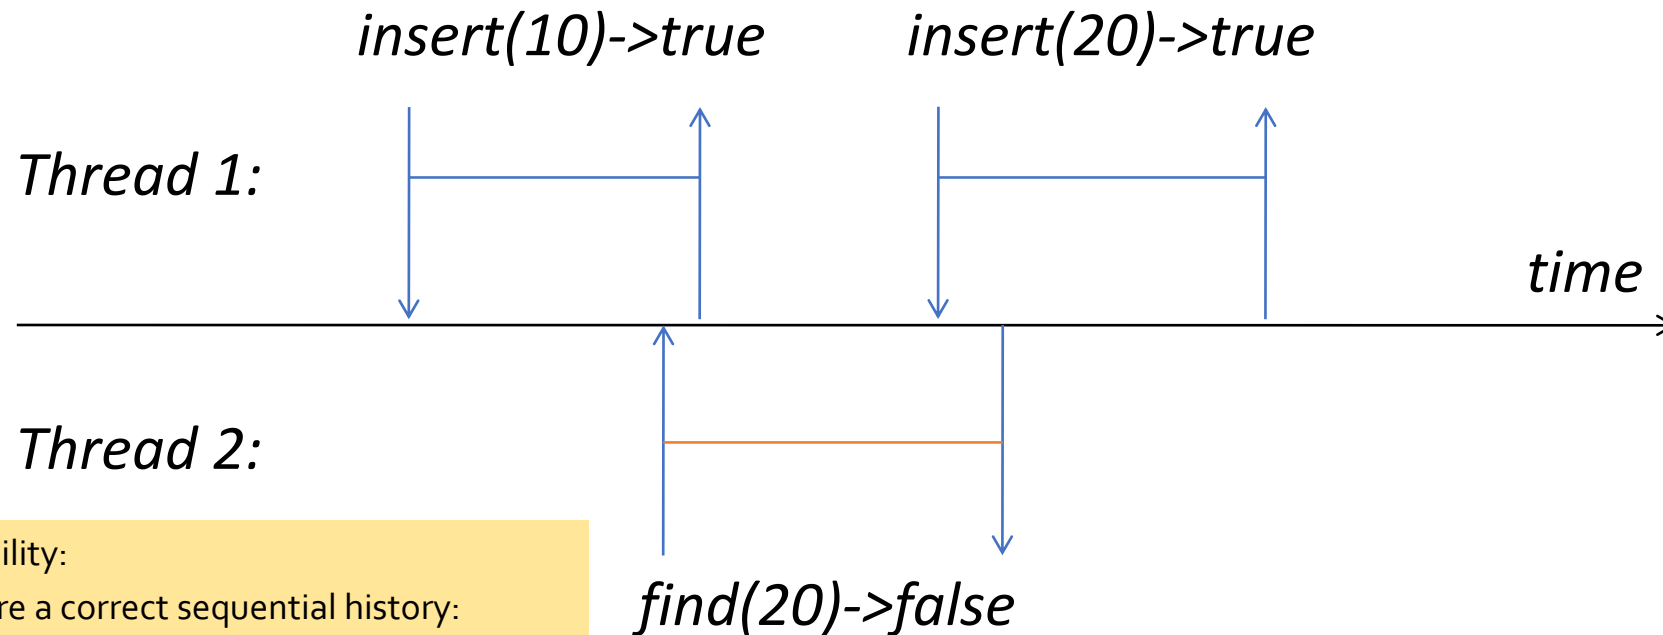 insert(10)->true insert(20)->true
Thread 1:
time
Thread 2:
ility:
re a correct sequential history:
find(20)->false